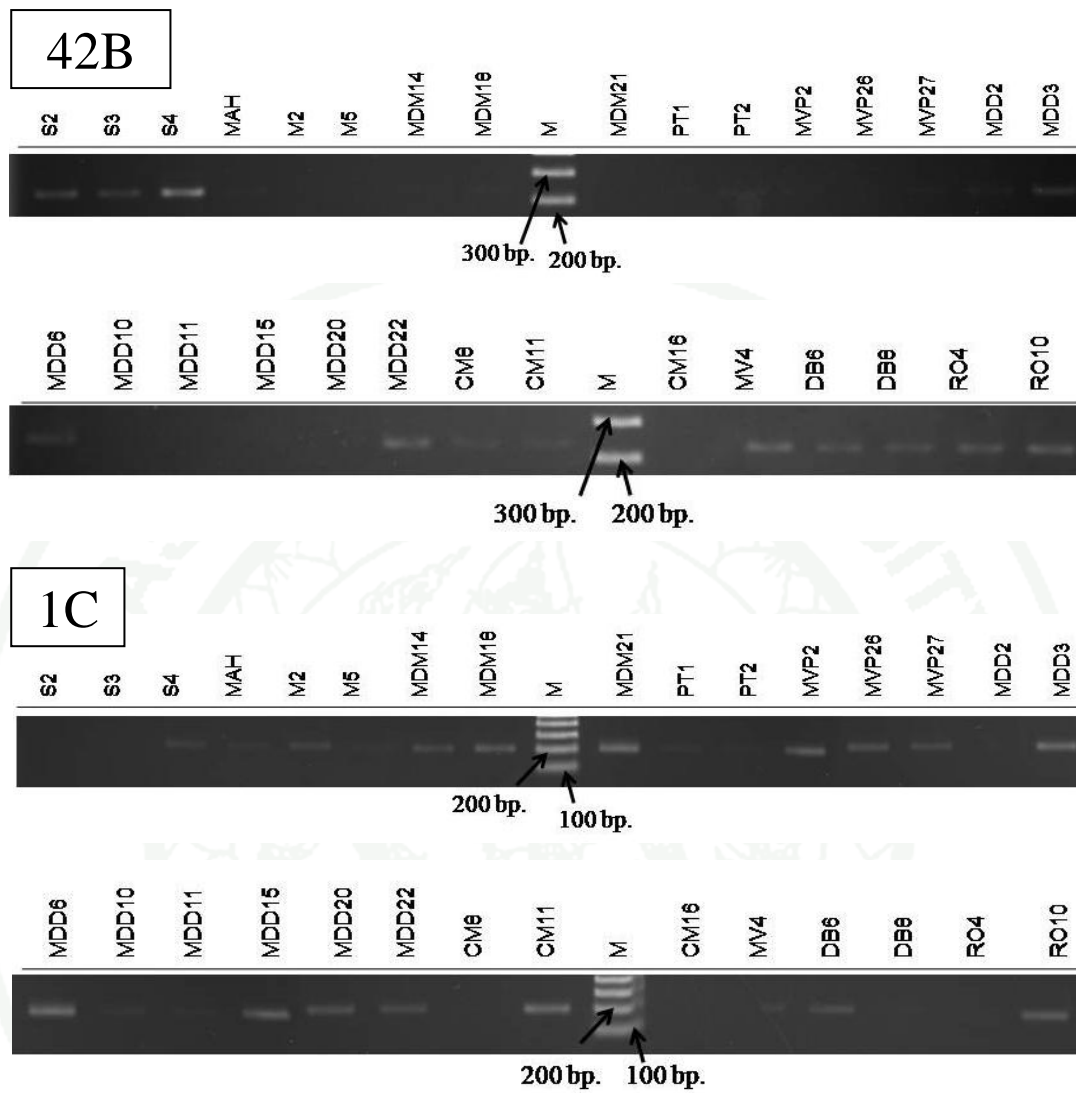 42B
S2 S3 S4 MAH M2 M5 MDM14 MDM18 M MDM21 PT1 PT2 MVP2 MVP26 MVP27 MDD2 MDD3
300 bp. 200 bp.
MDD6 MDD10 MDD11 MDD15 MDD20 MDD22 CM8 CM11 M CM16 MV4 DB6 DB8 RO4 RO10
300 bp. 200 bp.
1C
S2 S3 S4 MAH M2 M5 MDM14 MDM18 M MDM21 PT1 PT2 MVP2 MVP26 MVP27 MDD2 MDD3
200 bp. 100 bp.
MDD6 MDD10 MDD11 MDD15 MDD20 MDD22 CM8 CM11 M CM16 MV4 DB6 DB8 RO4 RO10
200 bp. 100 bp.